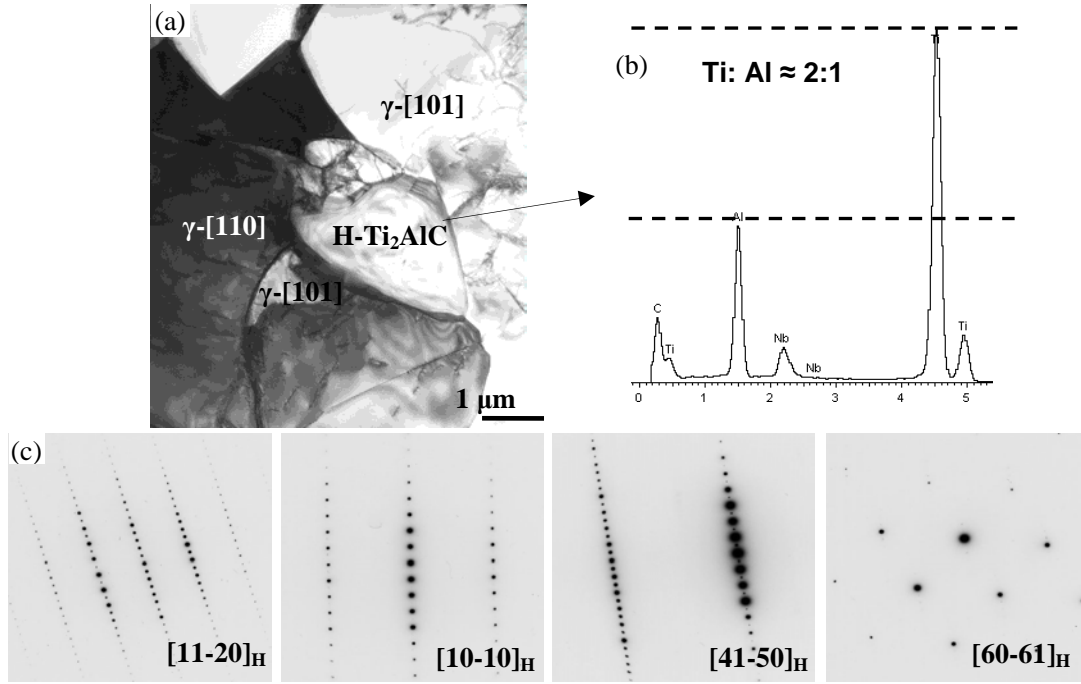 (a)
γ-[101]
γ-[110]
H-Ti₂AlC
γ-[101]
1 μm
(b)
Ti: Al ≈ 2:1
C
Ti
Al
Nb
Nb
Ti
0 1 2 3 4 5
(c)
[11-20]H
[10-10]H
[41-50]H
[60-61]H